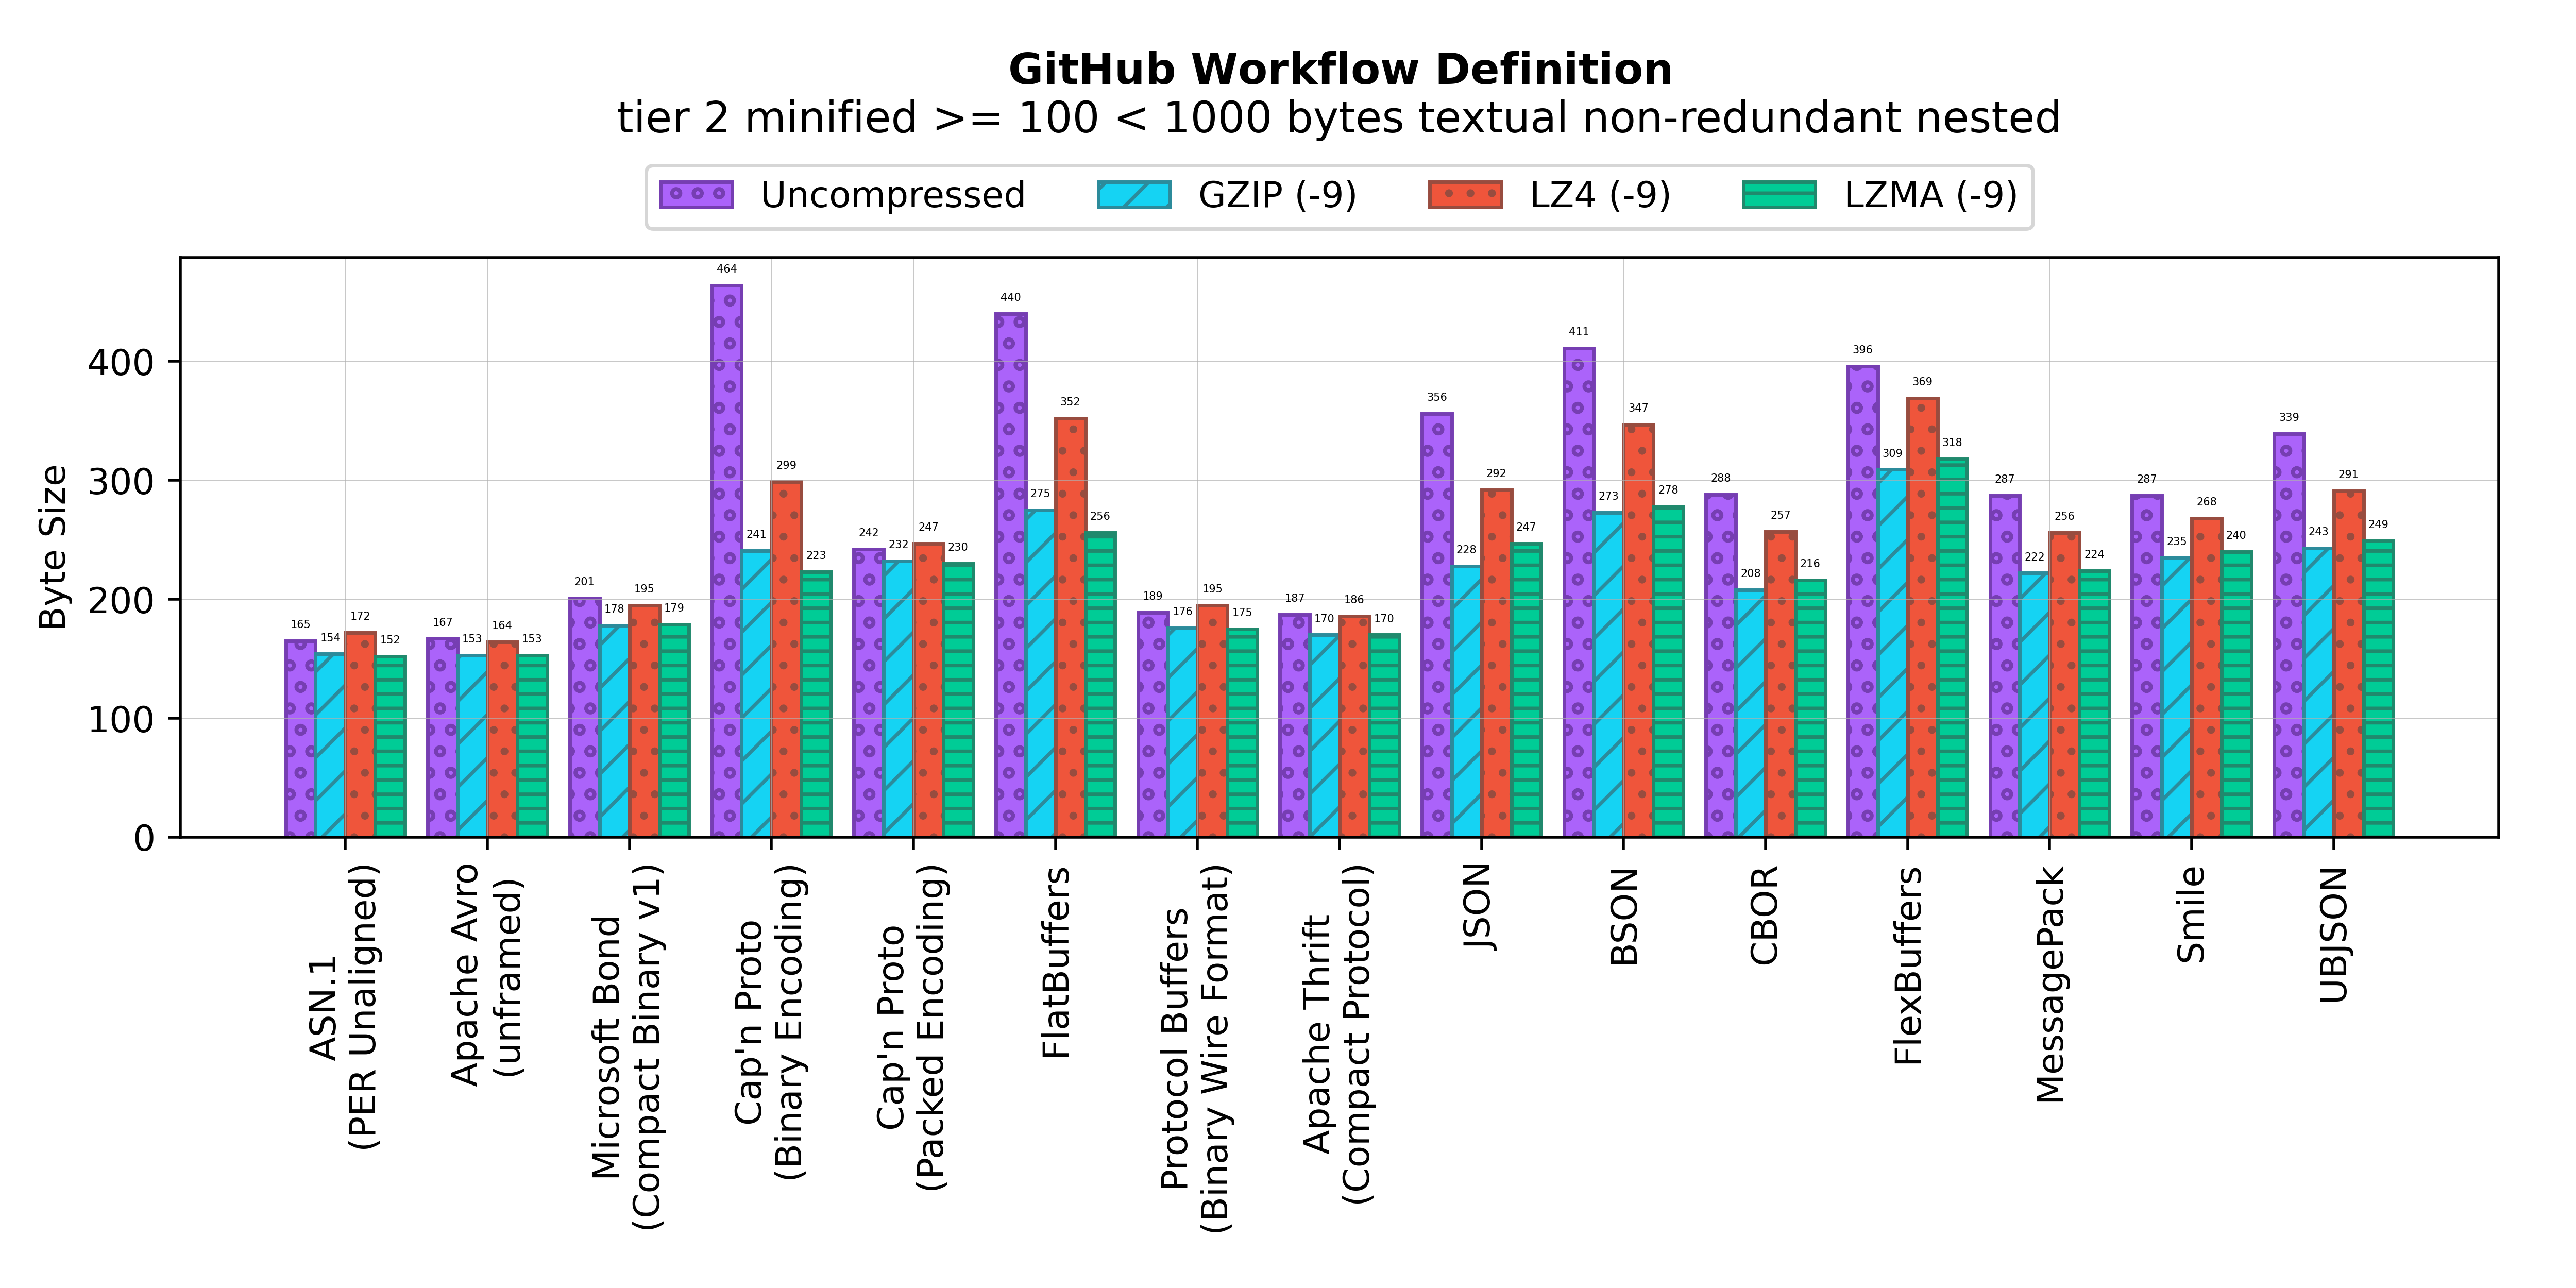 GitHub Workflow Definition
tier 2 minified >= 100 < 1000 bytes textual non-redundant nested
Uncompressed
GZIP (-9)
LZ4 (-9)
LZMA (-9)
Byte Size
400
300
200
100
0
165
154
172
152
167
153
164
153
201
178
195
179
464
241
299
223
242
232
247
230
440
275
352
256
189
176
195
175
187
170
186
170
356
228
292
247
411
273
347
278
288
208
257
216
396
309
369
318
287
222
256
224
287
235
268
240
339
243
291
249
ASN.1
(PER Unaligned)
Apache Avro
(unframed)
Microsoft Bond
(Compact Binary v1)
Cap'n Proto
(Binary Encoding)
Cap'n Proto
(Packed Encoding)
FlatBuffers
Protocol Buffers
(Binary Wire Format)
Apache Thrift
(Compact Protocol)
JSON
BSON
CBOR
FlexBuffers
MessagePack
Smile
UBJSON